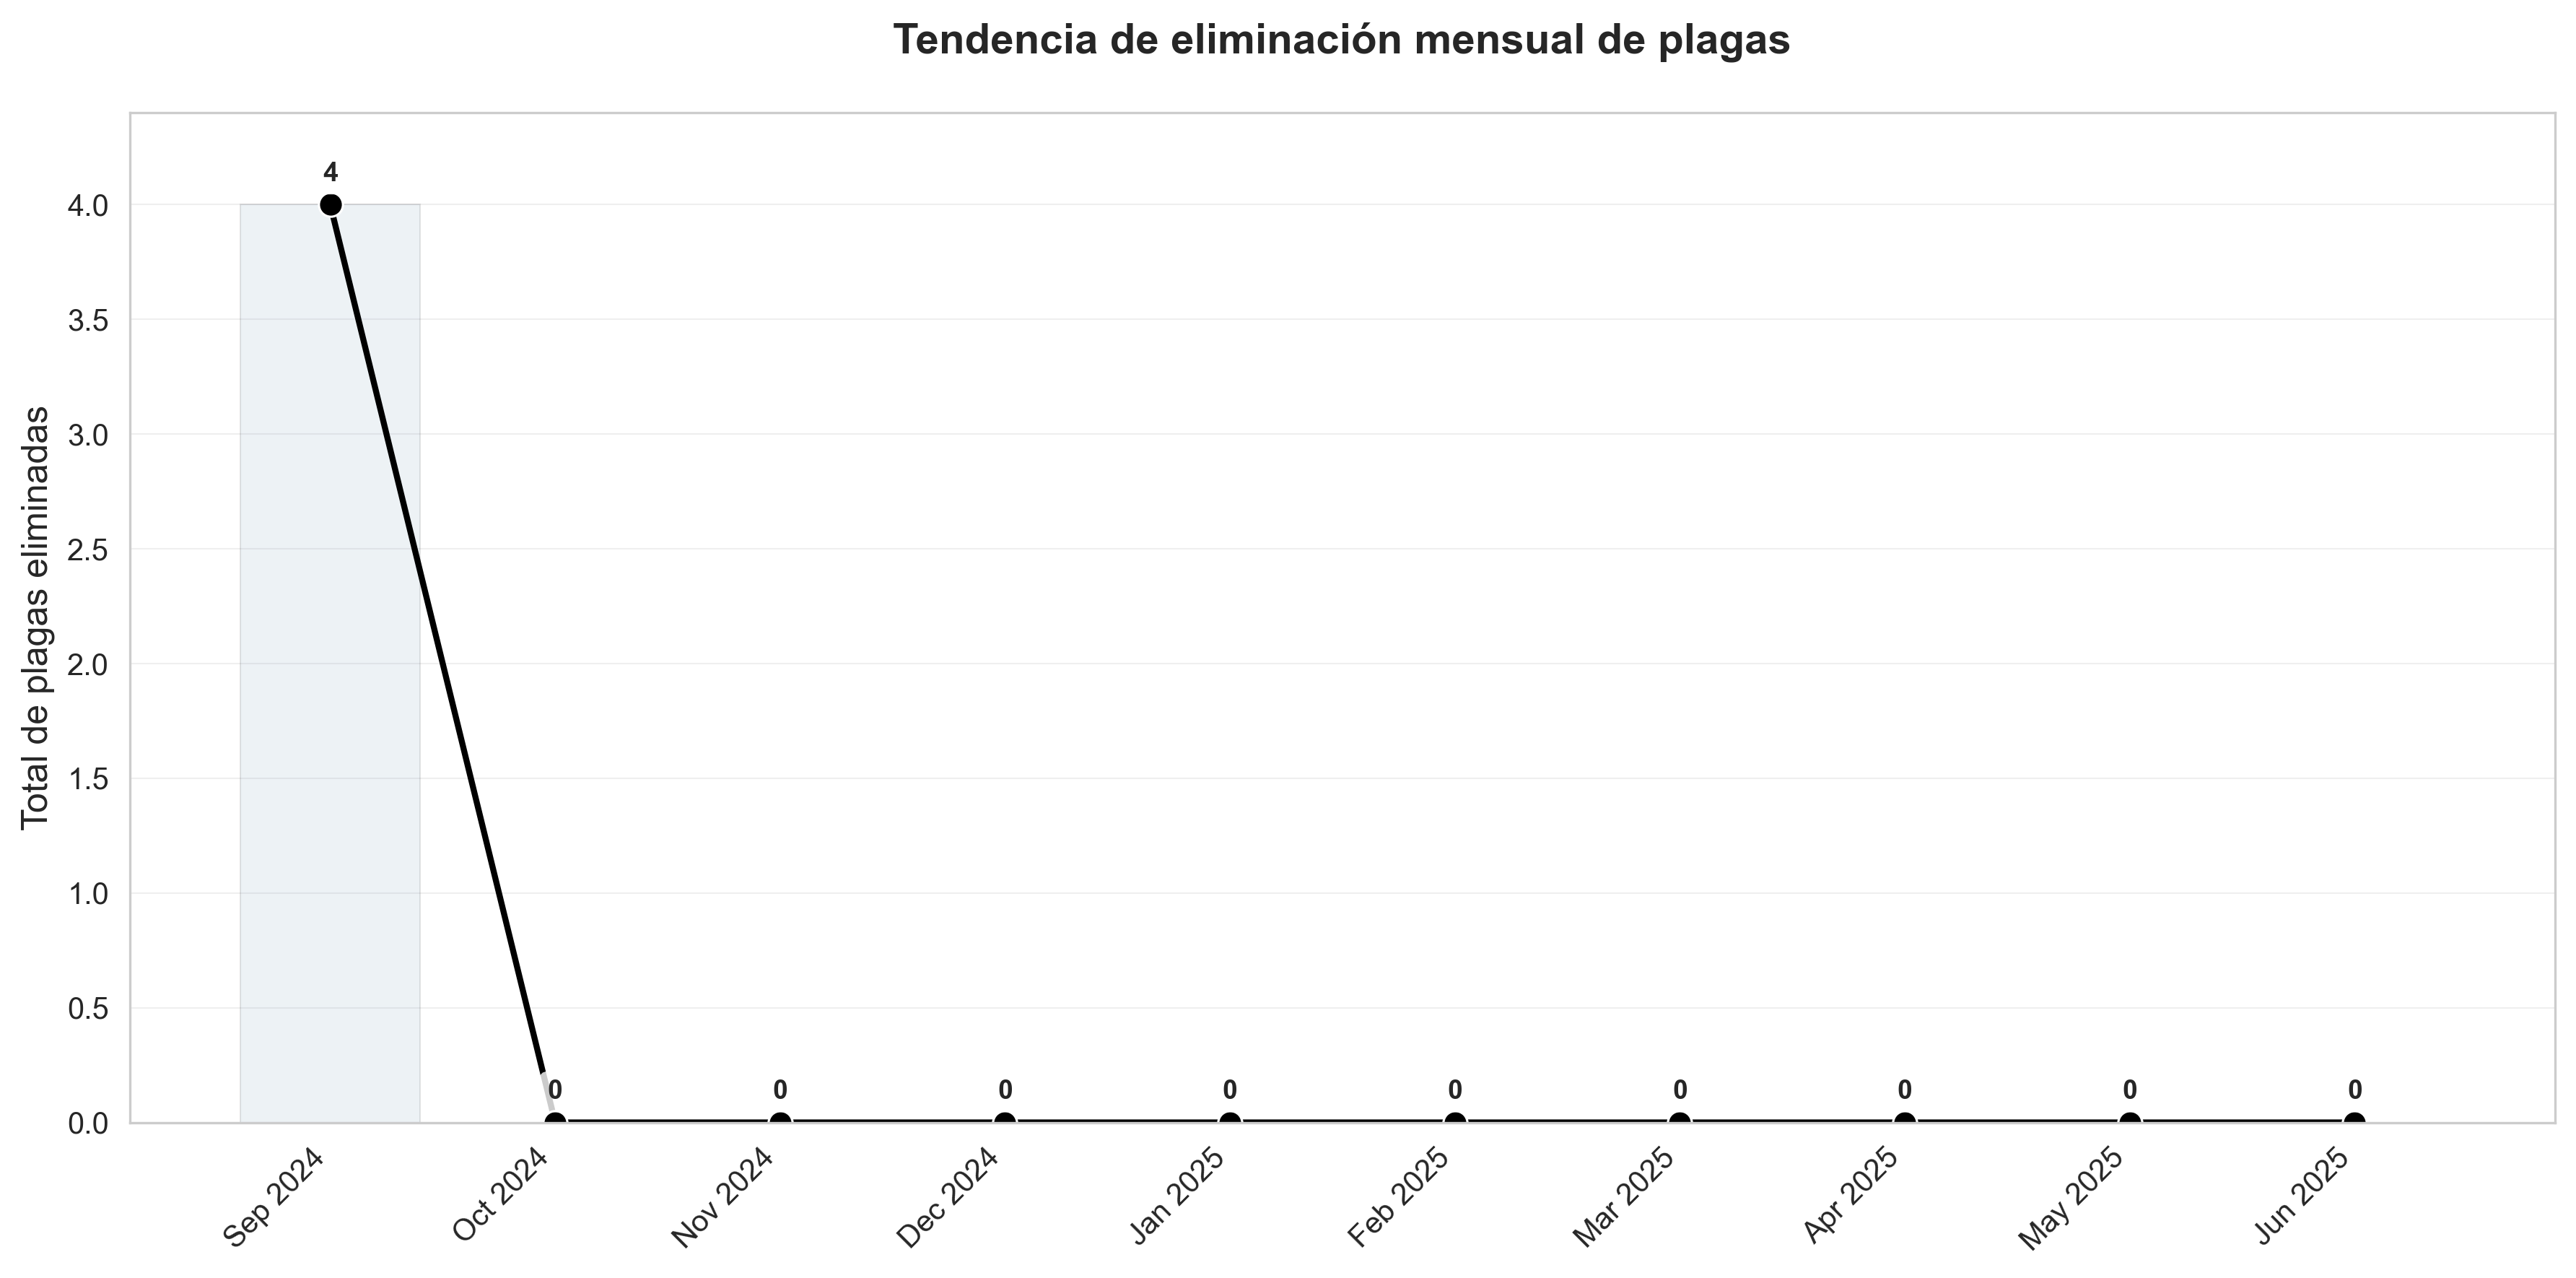 Tendencia de eliminación mensual de plagas
Total de plagas eliminadas
4.0
3.5
3.0
2.5
2.0
1.5
1.0
0.5
0.0
4
0
0
0
0
0
0
0
0
0
Sep 2024
Oct 2024
Nov 2024
Dec 2024
Jan 2025
Feb 2025
Mar 2025
Apr 2025
May 2025
Jun 2025